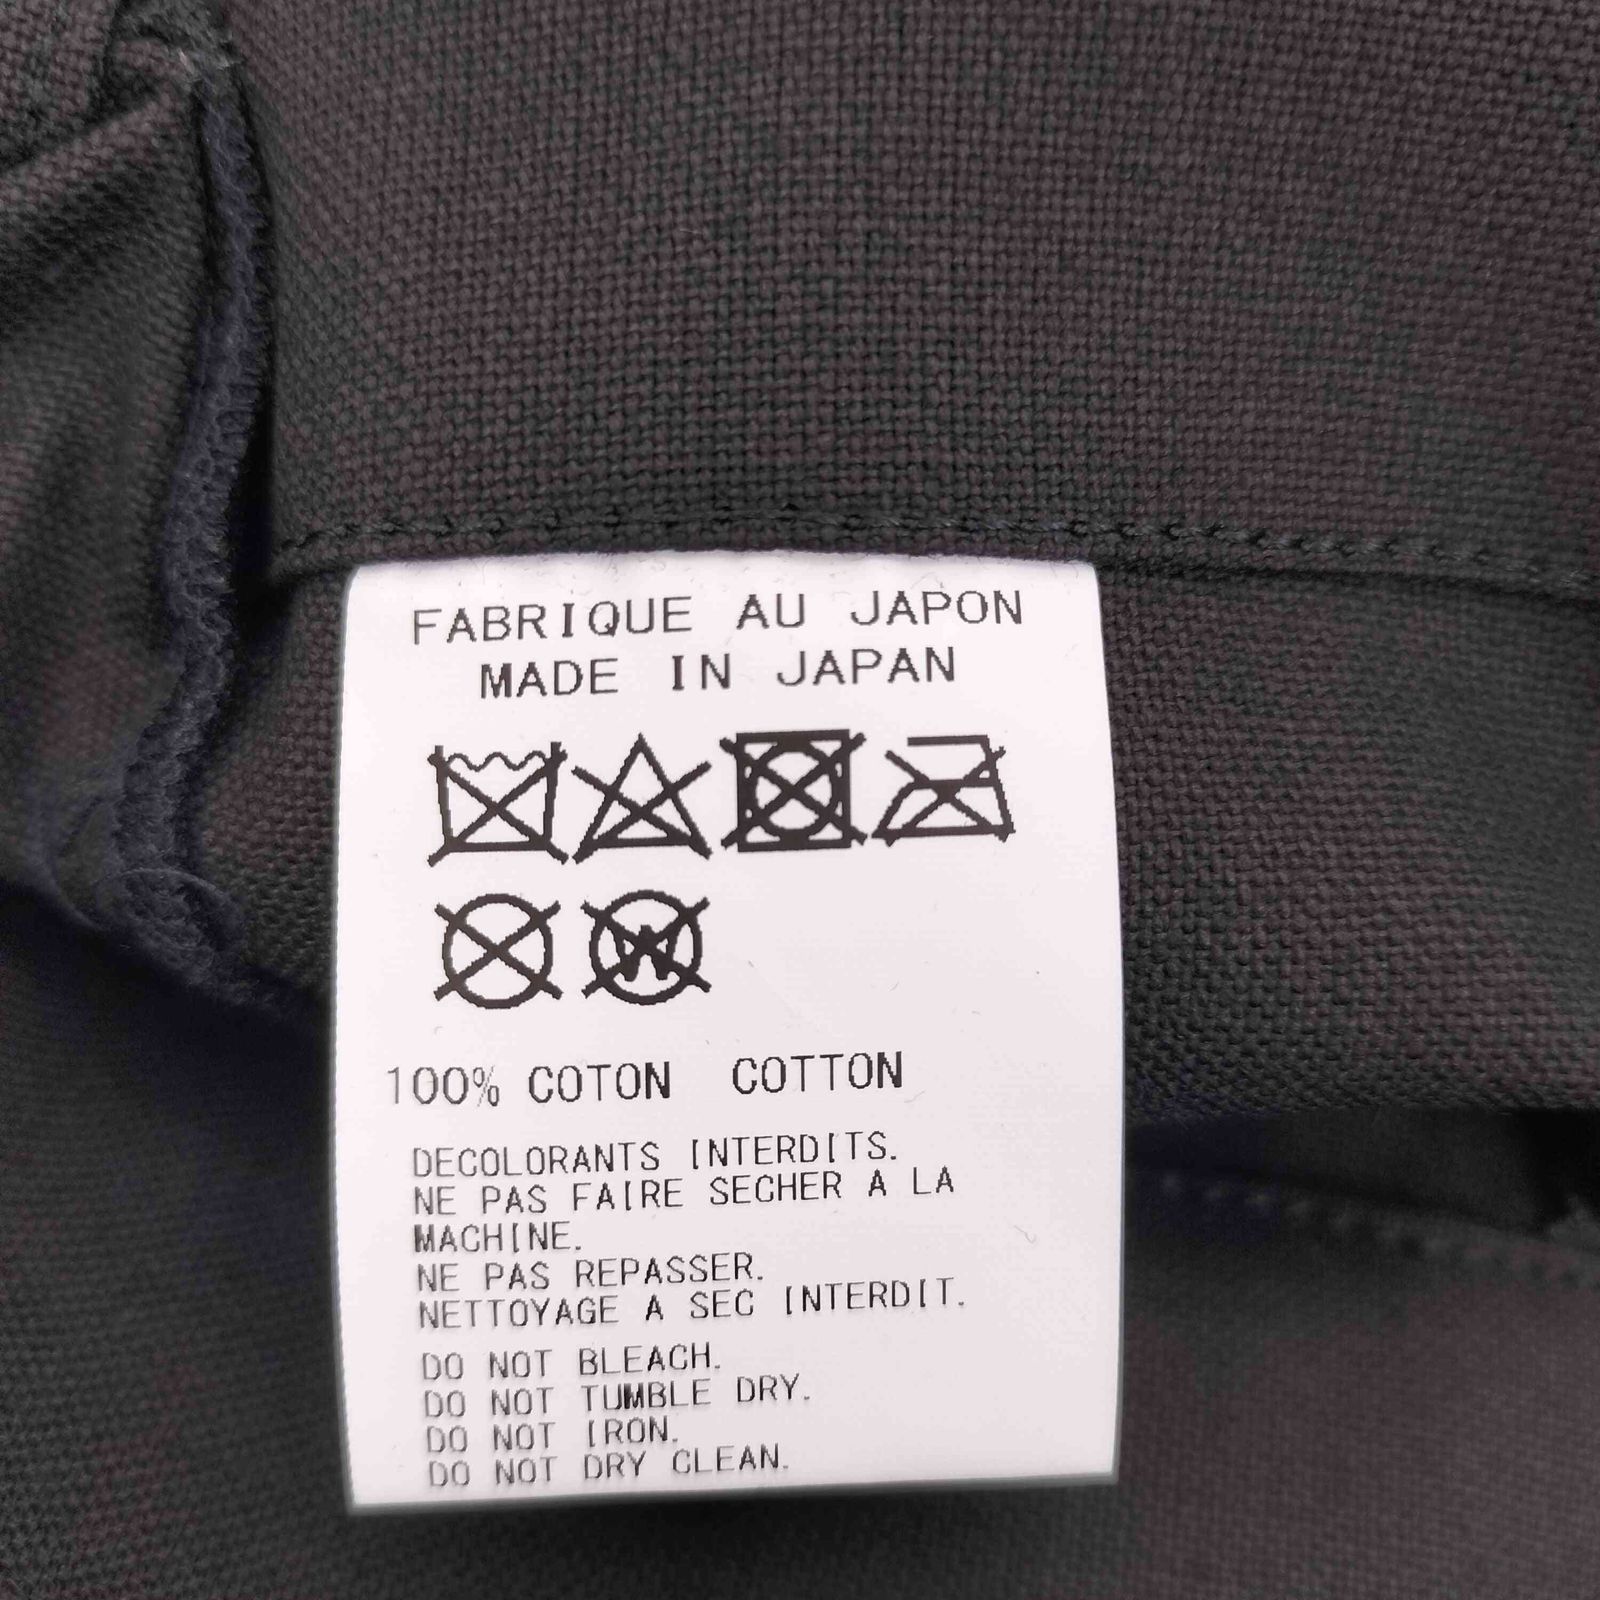 FABRIQUE AU JAPON
MADE IN JAPAN
W
100% COTON COTTON
DECOLORANTS INTERDITS.
NE PAS FAIRE SECHER A LA
MACHINE.
NE PAS REPASSER.
NETTOYAGE A SEC INTERDIT.
DO NOT BLEACH.
DO NOT TUMBLE DRY.
DO NOT IRON.
DO NOT DRY CLEAN.